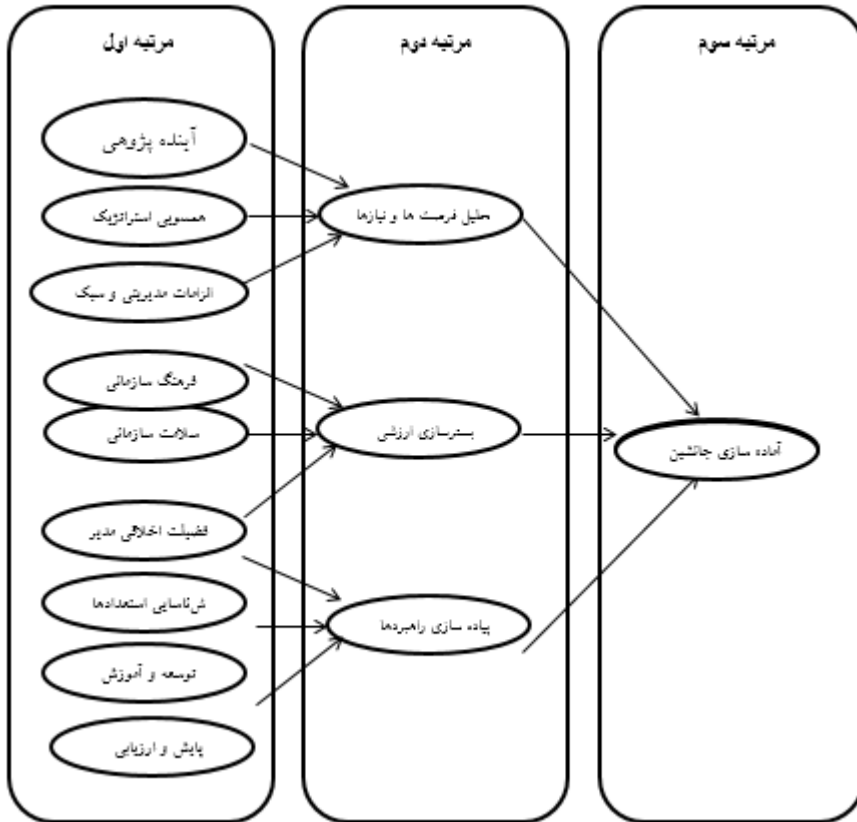 مرتبه اول
مرتبه دوم
مرتبه سوم
آینده پژوهی
همسویی استراتژیک
الزامات مدیریتی و سبک
فرهنگ سازمانی
سلامت سازمانی
فضیلت اخلاقی مدیر
ش‌ناسایی استعدادها
توسعه و آموزش
پایش و ارزیابی
تحلیل فرصت ها و نیازها
بسترسازی ارزشی
پیاده سازی راهبردها
آماده سازی جانشین